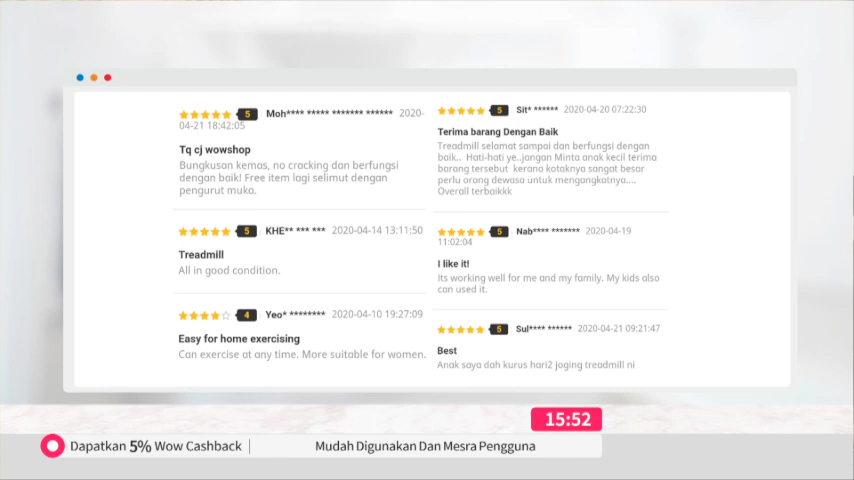 5 Moh**** ***** ******* ****** 2020-
04-21 18:42:05
Tq cj wowshop
Bungkusan kemas, no cracking dan berfungsi
dengan baik! Free item lagi selimut dengan
pengurut muka.
5 KHE** *** *** 2020-04-14 13:11:50
Treadmill
All in good condition.
4 Yeo* ******** 2020-04-10 19:27:09
Easy for home exercising
Can exercise at any time. More suitable for women.
5 Sit* ****** 2020-04-20 07:22:30
Terima barang Dengan Baik
Treadmill selamat sampai dan berfungsi dengan
baik.. Hati-hati ye..jangan Minta anak kecil terima
barang tersebut kerana kotaknya sangat besar
perlu orang dewasa untuk mengangkatnya....
Overall terbaikkk
5 Nab**** ******* 2020-04-19
11:02:04
I like it!
Its working well for me and my family. My kids also
can used it.
5 Sul**** ****** 2020-04-21 09:21:47
Best
Anak saya dah kurus hari2 joging treadmill ni
15:52
Dapatkan 5% Wow Cashback
Mudah Digunakan Dan Mesra Pengguna